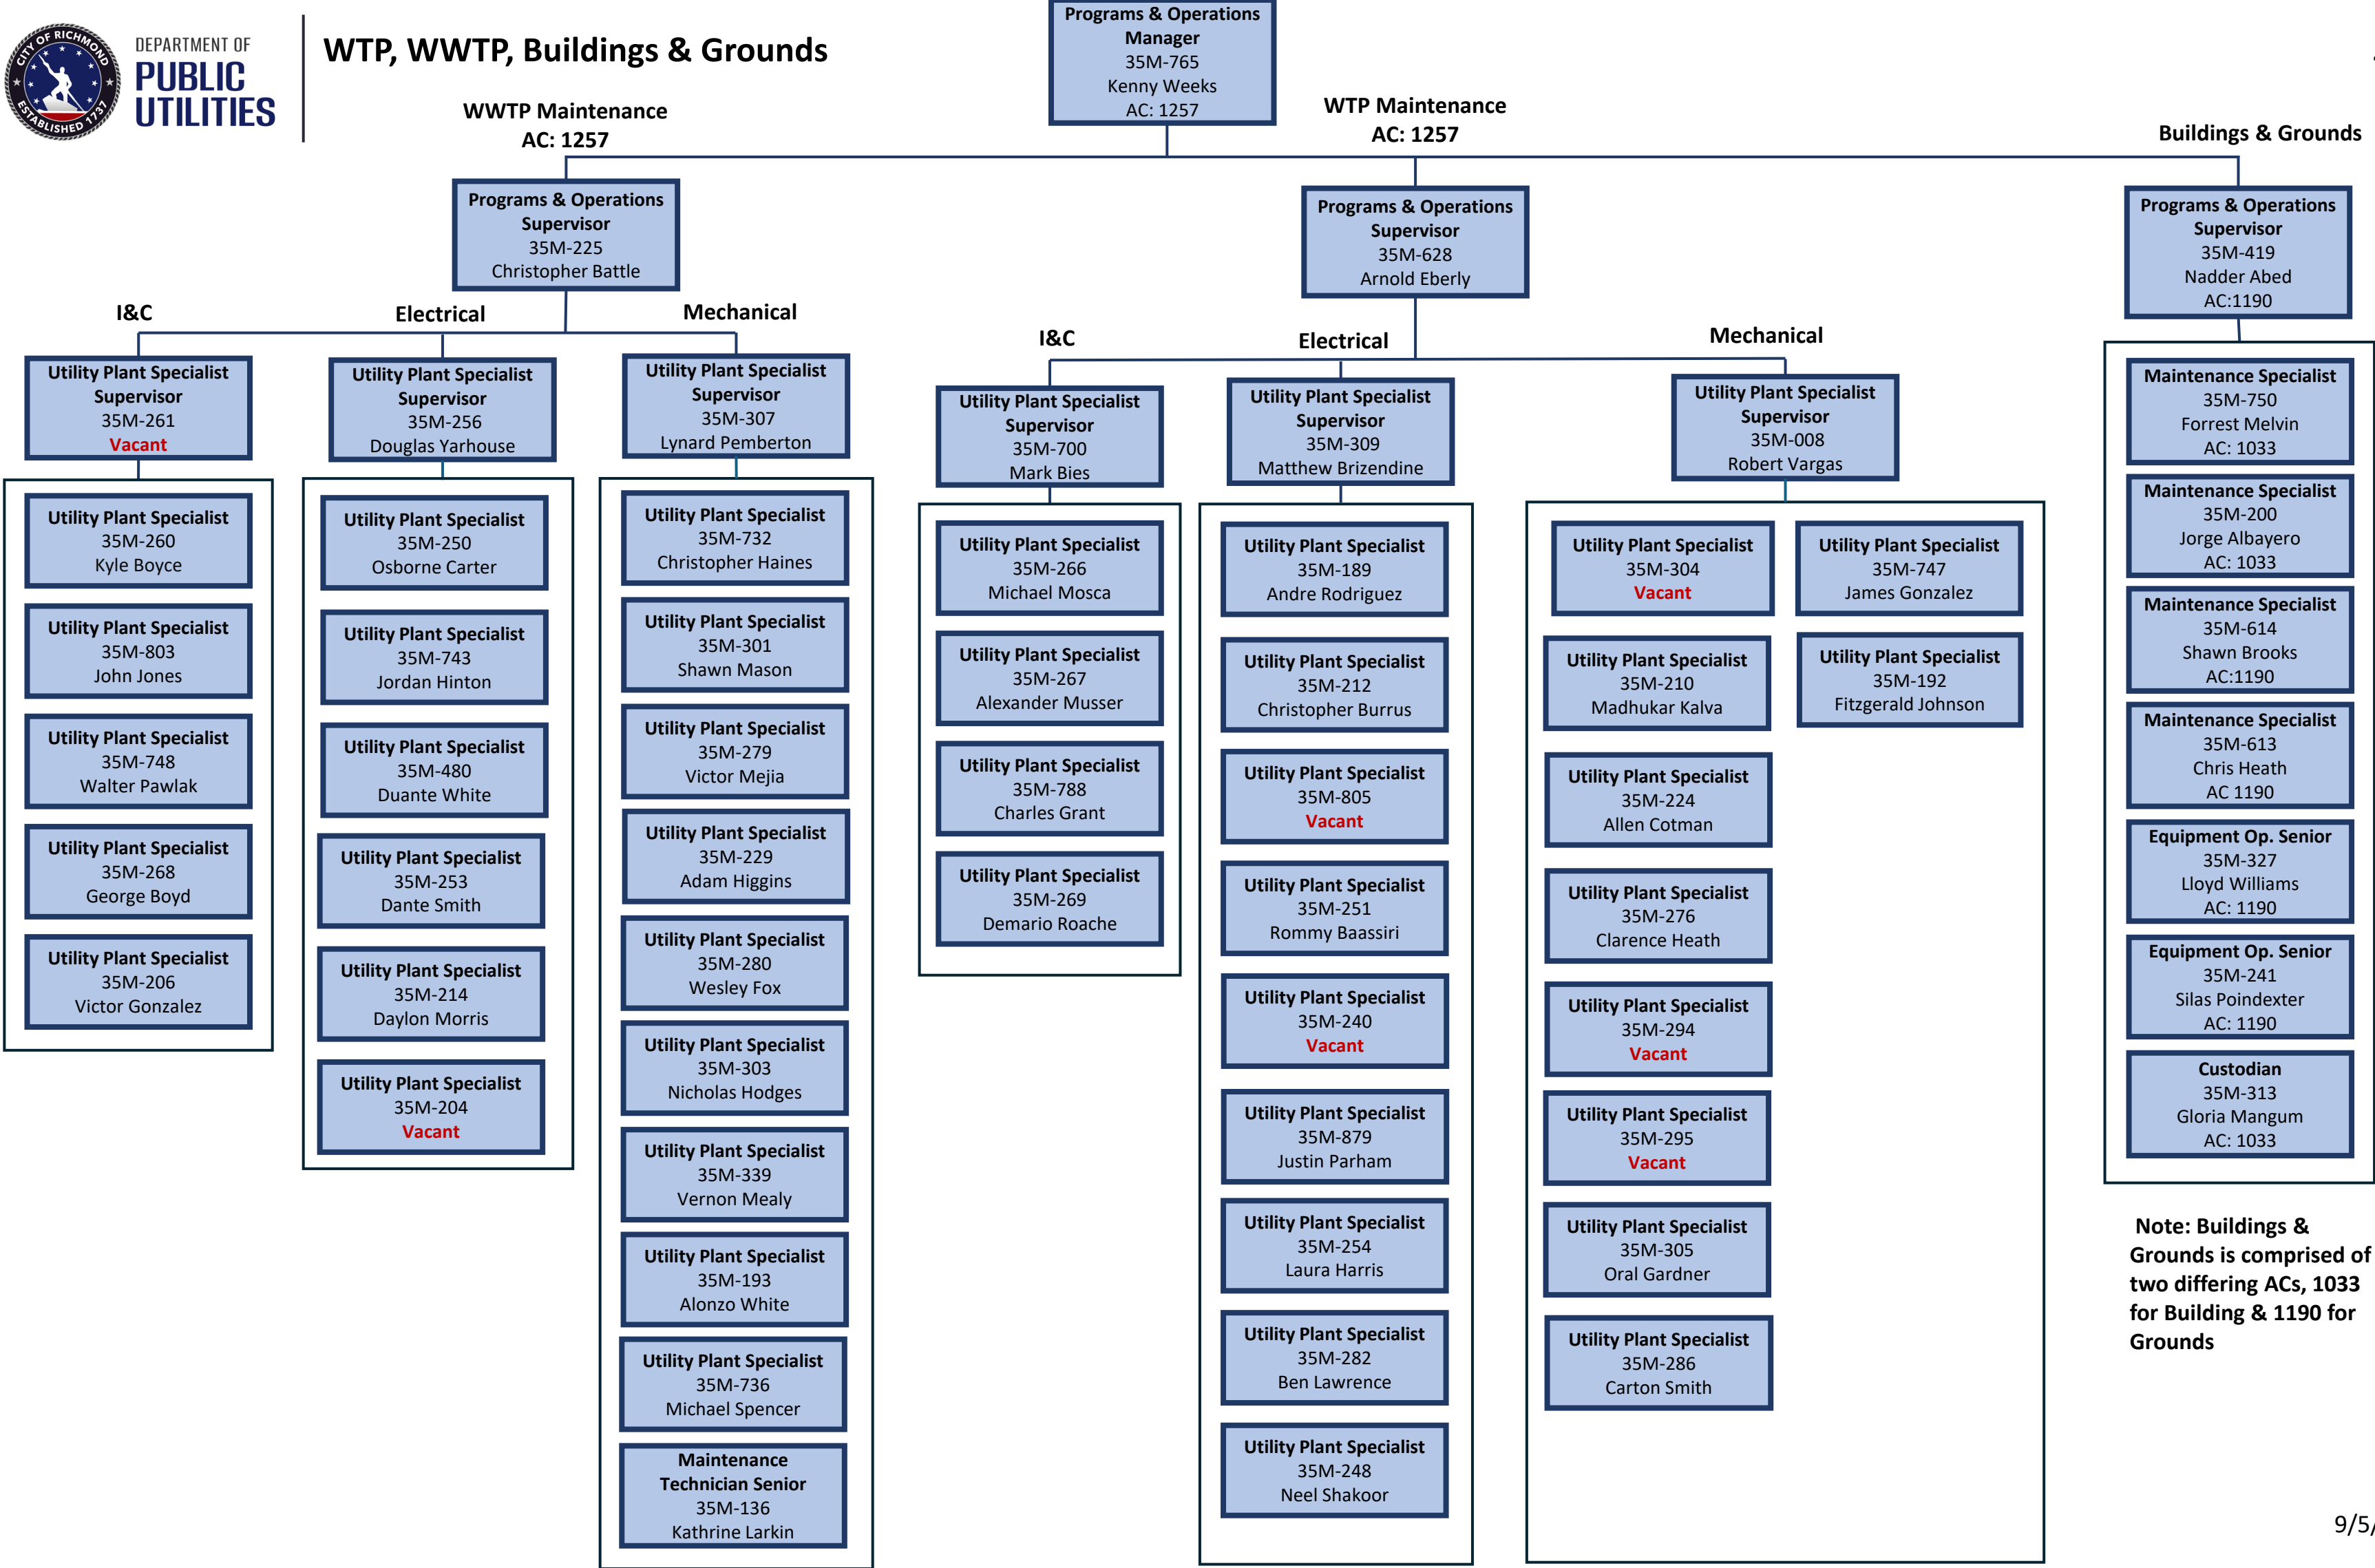 CITY OF RICHMOND
ESTABLISHED 1737
DEPARTMENT OF
PUBLIC
UTILITIES
WTP, WWTP, Buildings & Grounds
Programs & Operations
Manager
35M-765
Kenny Weeks
AC: 1257
WWTP Maintenance
AC: 1257
WTP Maintenance
AC: 1257
Buildings & Grounds
Programs & Operations
Supervisor
35M-225
Christopher Battle
Programs & Operations
Supervisor
35M-628
Arnold Eberly
Programs & Operations
Supervisor
35M-419
Nadder Abed
AC:1190
I&C
Utility Plant Specialist
Supervisor
35M-261
Vacant
Utility Plant Specialist
35M-260
Kyle Boyce
Utility Plant Specialist
35M-803
John Jones
Utility Plant Specialist
35M-748
Walter Pawlak
Utility Plant Specialist
35M-268
George Boyd
Utility Plant Specialist
35M-206
Victor Gonzalez
Electrical
Utility Plant Specialist
Supervisor
35M-256
Douglas Yarhouse
Utility Plant Specialist
35M-250
Osborne Carter
Utility Plant Specialist
35M-743
Jordan Hinton
Utility Plant Specialist
35M-480
Duante White
Utility Plant Specialist
35M-253
Dante Smith
Utility Plant Specialist
35M-214
Daylon Morris
Utility Plant Specialist
35M-204
Vacant
Mechanical
Utility Plant Specialist
Supervisor
35M-307
Lynard Pemberton
Utility Plant Specialist
35M-732
Christopher Haines
Utility Plant Specialist
35M-301
Shawn Mason
Utility Plant Specialist
35M-279
Victor Mejia
Utility Plant Specialist
35M-229
Adam Higgins
Utility Plant Specialist
35M-280
Wesley Fox
Utility Plant Specialist
35M-303
Nicholas Hodges
Utility Plant Specialist
35M-339
Vernon Mealy
Utility Plant Specialist
35M-193
Alonzo White
Utility Plant Specialist
35M-736
Michael Spencer
Maintenance
Technician Senior
35M-136
Kathrine Larkin
I&C
Utility Plant Specialist
Supervisor
35M-700
Mark Bies
Utility Plant Specialist
35M-266
Michael Mosca
Utility Plant Specialist
35M-267
Alexander Musser
Utility Plant Specialist
35M-788
Charles Grant
Utility Plant Specialist
35M-269
Demario Roache
Electrical
Utility Plant Specialist
Supervisor
35M-309
Matthew Brizendine
Utility Plant Specialist
35M-189
Andre Rodriguez
Utility Plant Specialist
35M-212
Christopher Burrus
Utility Plant Specialist
35M-805
Vacant
Utility Plant Specialist
35M-251
Rommy Baassiri
Utility Plant Specialist
35M-240
Vacant
Utility Plant Specialist
35M-879
Justin Parham
Utility Plant Specialist
35M-254
Laura Harris
Utility Plant Specialist
35M-282
Ben Lawrence
Utility Plant Specialist
35M-248
Neel Shakoor
Mechanical
Utility Plant Specialist
Supervisor
35M-008
Robert Vargas
Utility Plant Specialist
35M-304
Vacant
Utility Plant Specialist
35M-210
Madhukar Kalva
Utility Plant Specialist
35M-224
Allen Cotman
Utility Plant Specialist
35M-276
Clarence Heath
Utility Plant Specialist
35M-294
Vacant
Utility Plant Specialist
35M-295
Vacant
Utility Plant Specialist
35M-305
Oral Gardner
Utility Plant Specialist
35M-286
Carton Smith
Utility Plant Specialist
35M-747
James Gonzalez
Utility Plant Specialist
35M-192
Fitzgerald Johnson
Maintenance Specialist
35M-750
Forrest Melvin
AC: 1033
Maintenance Specialist
35M-200
Jorge Albayero
AC: 1033
Maintenance Specialist
35M-614
Shawn Brooks
AC:1190
Maintenance Specialist
35M-613
Chris Heath
AC 1190
Equipment Op. Senior
35M-327
Lloyd Williams
AC: 1190
Equipment Op. Senior
35M-241
Silas Poindexter
AC: 1190
Custodian
35M-313
Gloria Mangum
AC: 1033
Note: Buildings &
Grounds is comprised of
two differing ACs, 1033
for Building & 1190 for
Grounds
9/5/